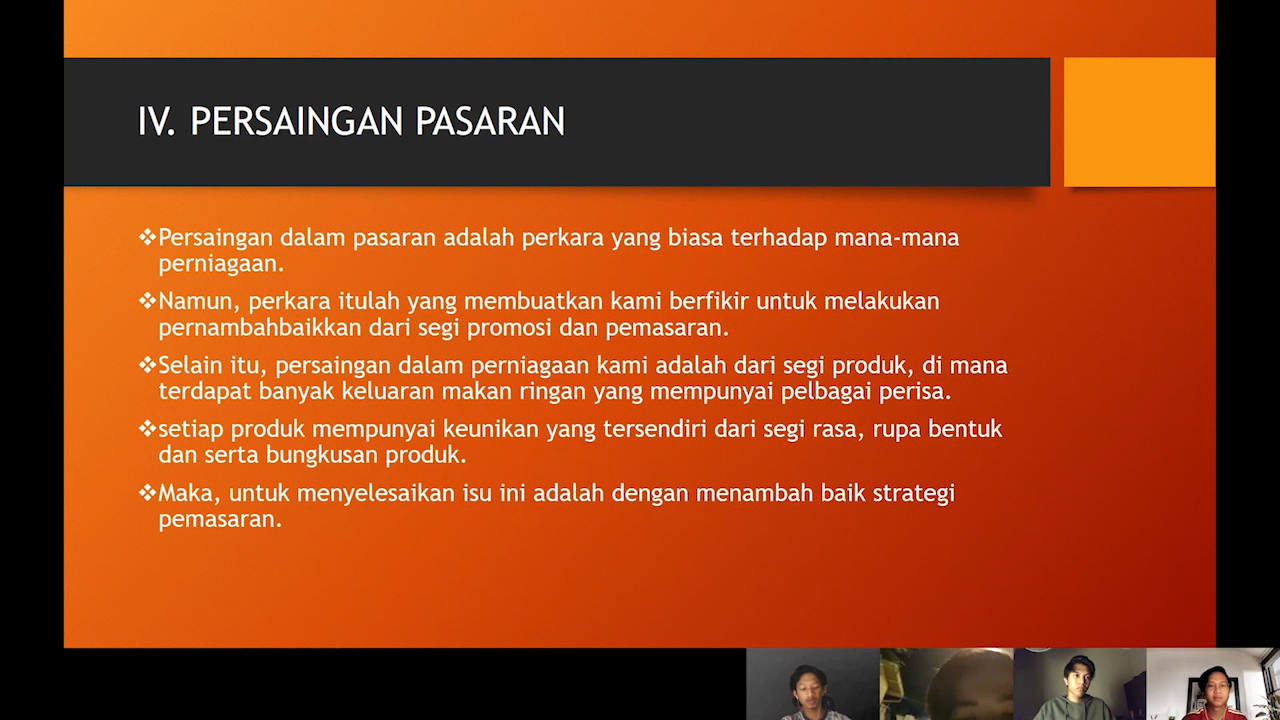 IV. PERSAINGAN PASARAN
❖Persaingan dalam pasaran adalah perkara yang biasa terhadap mana-mana
perniagaan.
❖Namun, perkara itulah yang membuatkan kami berfikir untuk melakukan
pernambahbaikkan dari segi promosi dan pemasaran.
❖Selain itu, persaingan dalam perniagaan kami adalah dari segi produk, di mana
terdapat banyak keluaran makan ringan yang mempunyai pelbagai perisa.
❖setiap produk mempunyai keunikan yang tersendiri dari segi rasa, rupa bentuk
dan serta bungkusan produk.
❖Maka, untuk menyelesaikan isu ini adalah dengan menambah baik strategi
pemasaran.